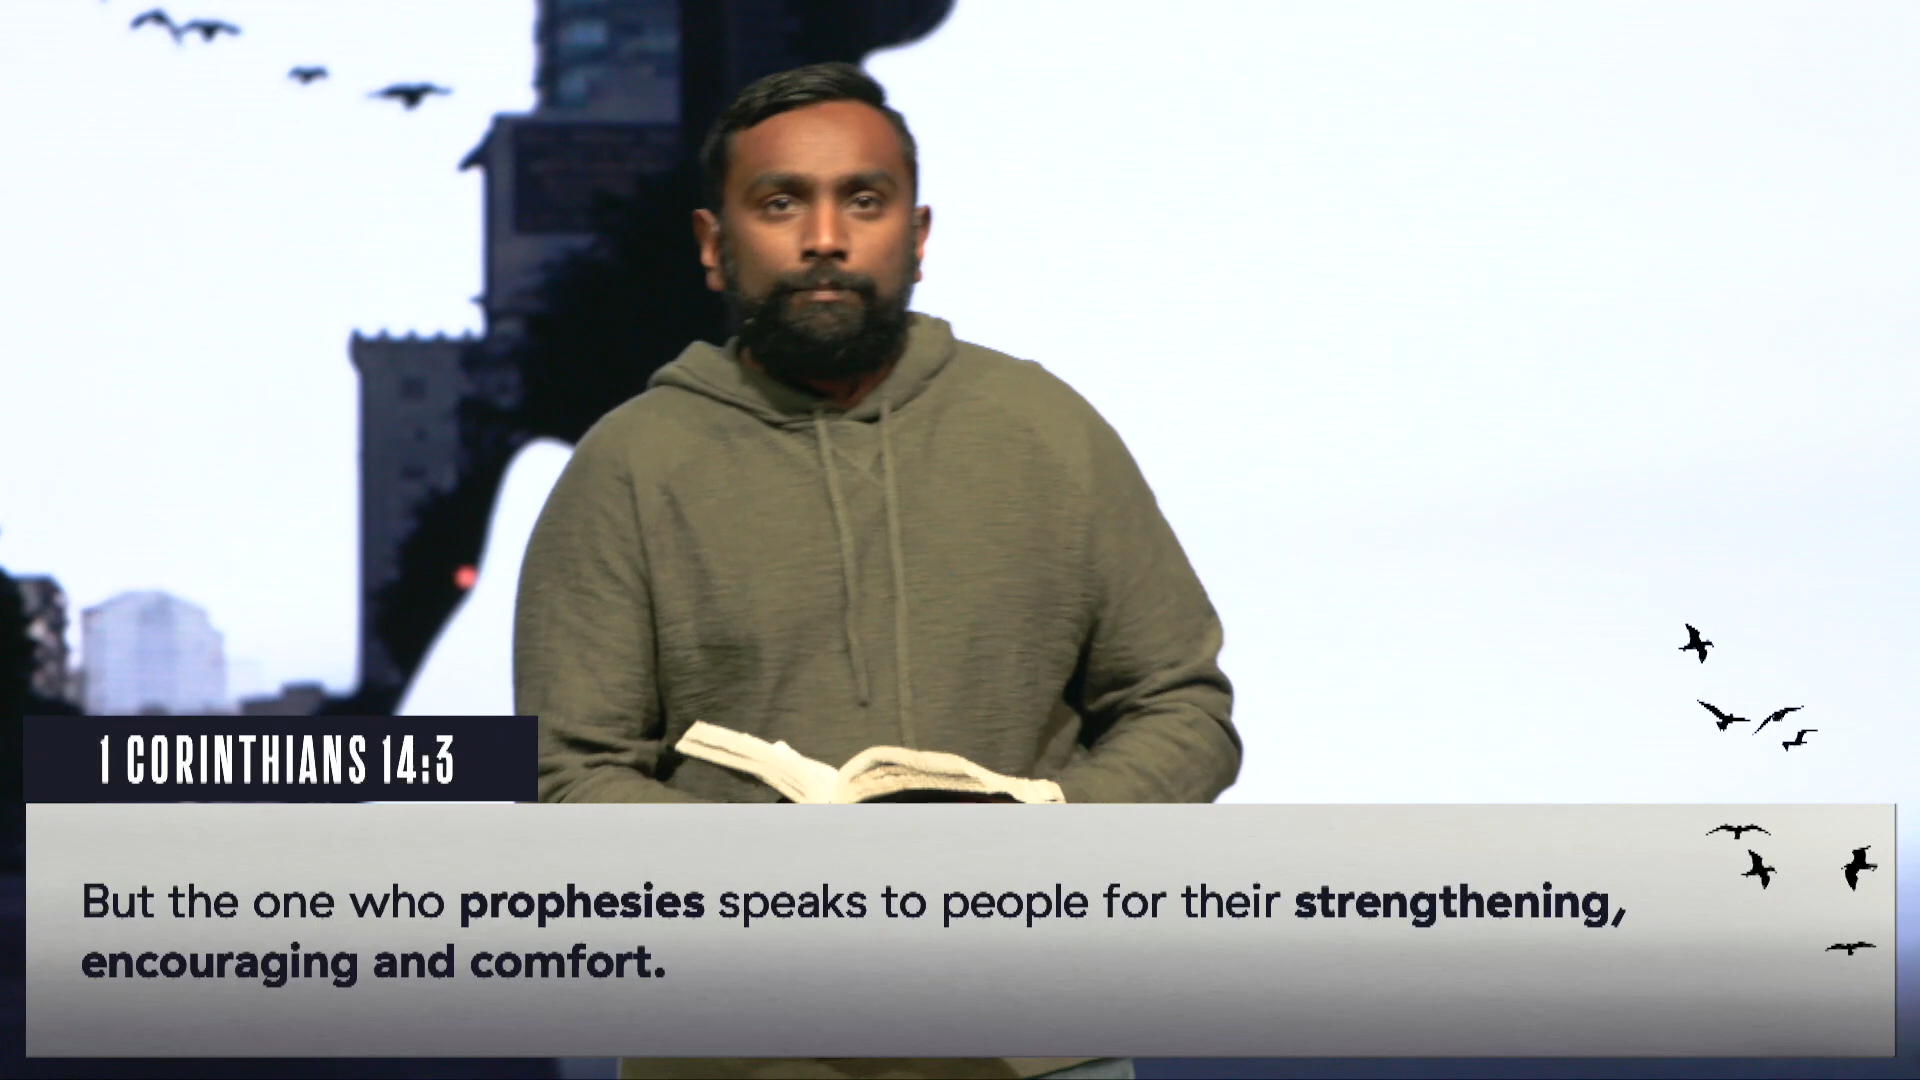 1 CORINTHIANS 14:3
But the one who prophesies speaks to people for their strengthening,
encouraging and comfort.